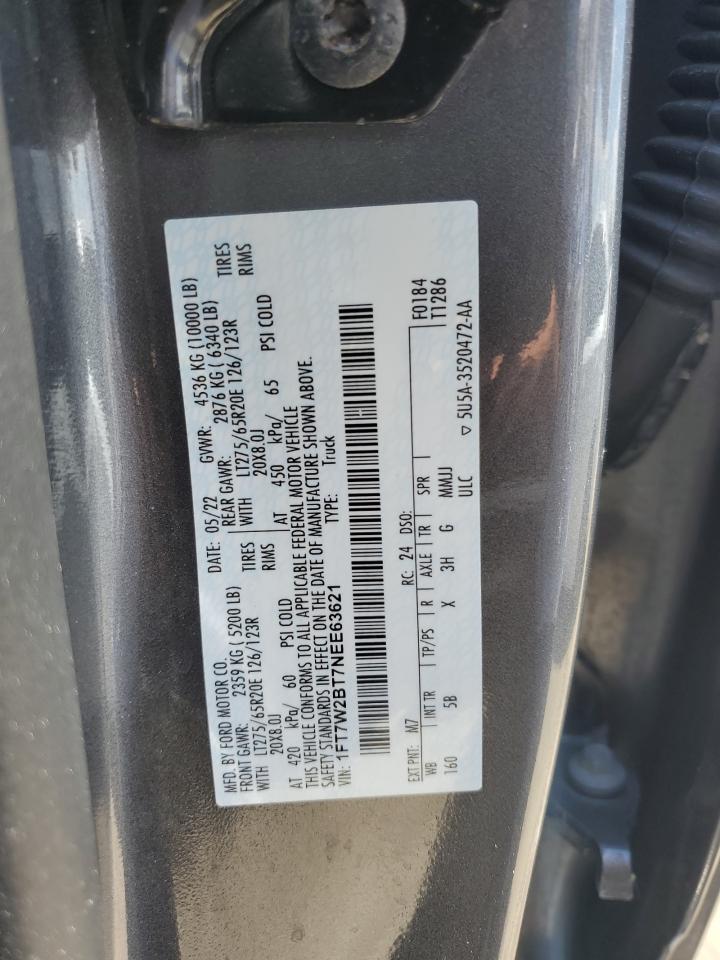 MFD. BY FORD MOTOR CO.
DATE: 05/22 GVWR: 4536 KG (10000 LB)
FRONT GAWR: 2359 KG ( 5200 LB) REAR GAWR: 2876 KG ( 6340 LB)
WITH LT275/65R20E 126/123R TIRES WITH LT275/65R20E 126/123R TIRES
20X8.0J RIMS 20X8.0J RIMS
AT 420 kPa/ 60 PSI COLD AT 450 kPa/ 65 PSI COLD
THIS VEHICLE CONFORMS TO ALL APPLICABLE FEDERAL MOTOR VEHICLE
SAFETY STANDARDS IN EFFECT ON THE DATE OF MANUFACTURE SHOWN ABOVE.
VIN: 1FT7W2BT7NEE63621 TYPE: Truck
F0184
EXT PNT: M7 RC: 24 DSO: T1286
WB INT TR TP/PS R AXLE TR SPR
160 5B X 3H G MMJJ
ULC ▽ 5U5A-3520472-AA